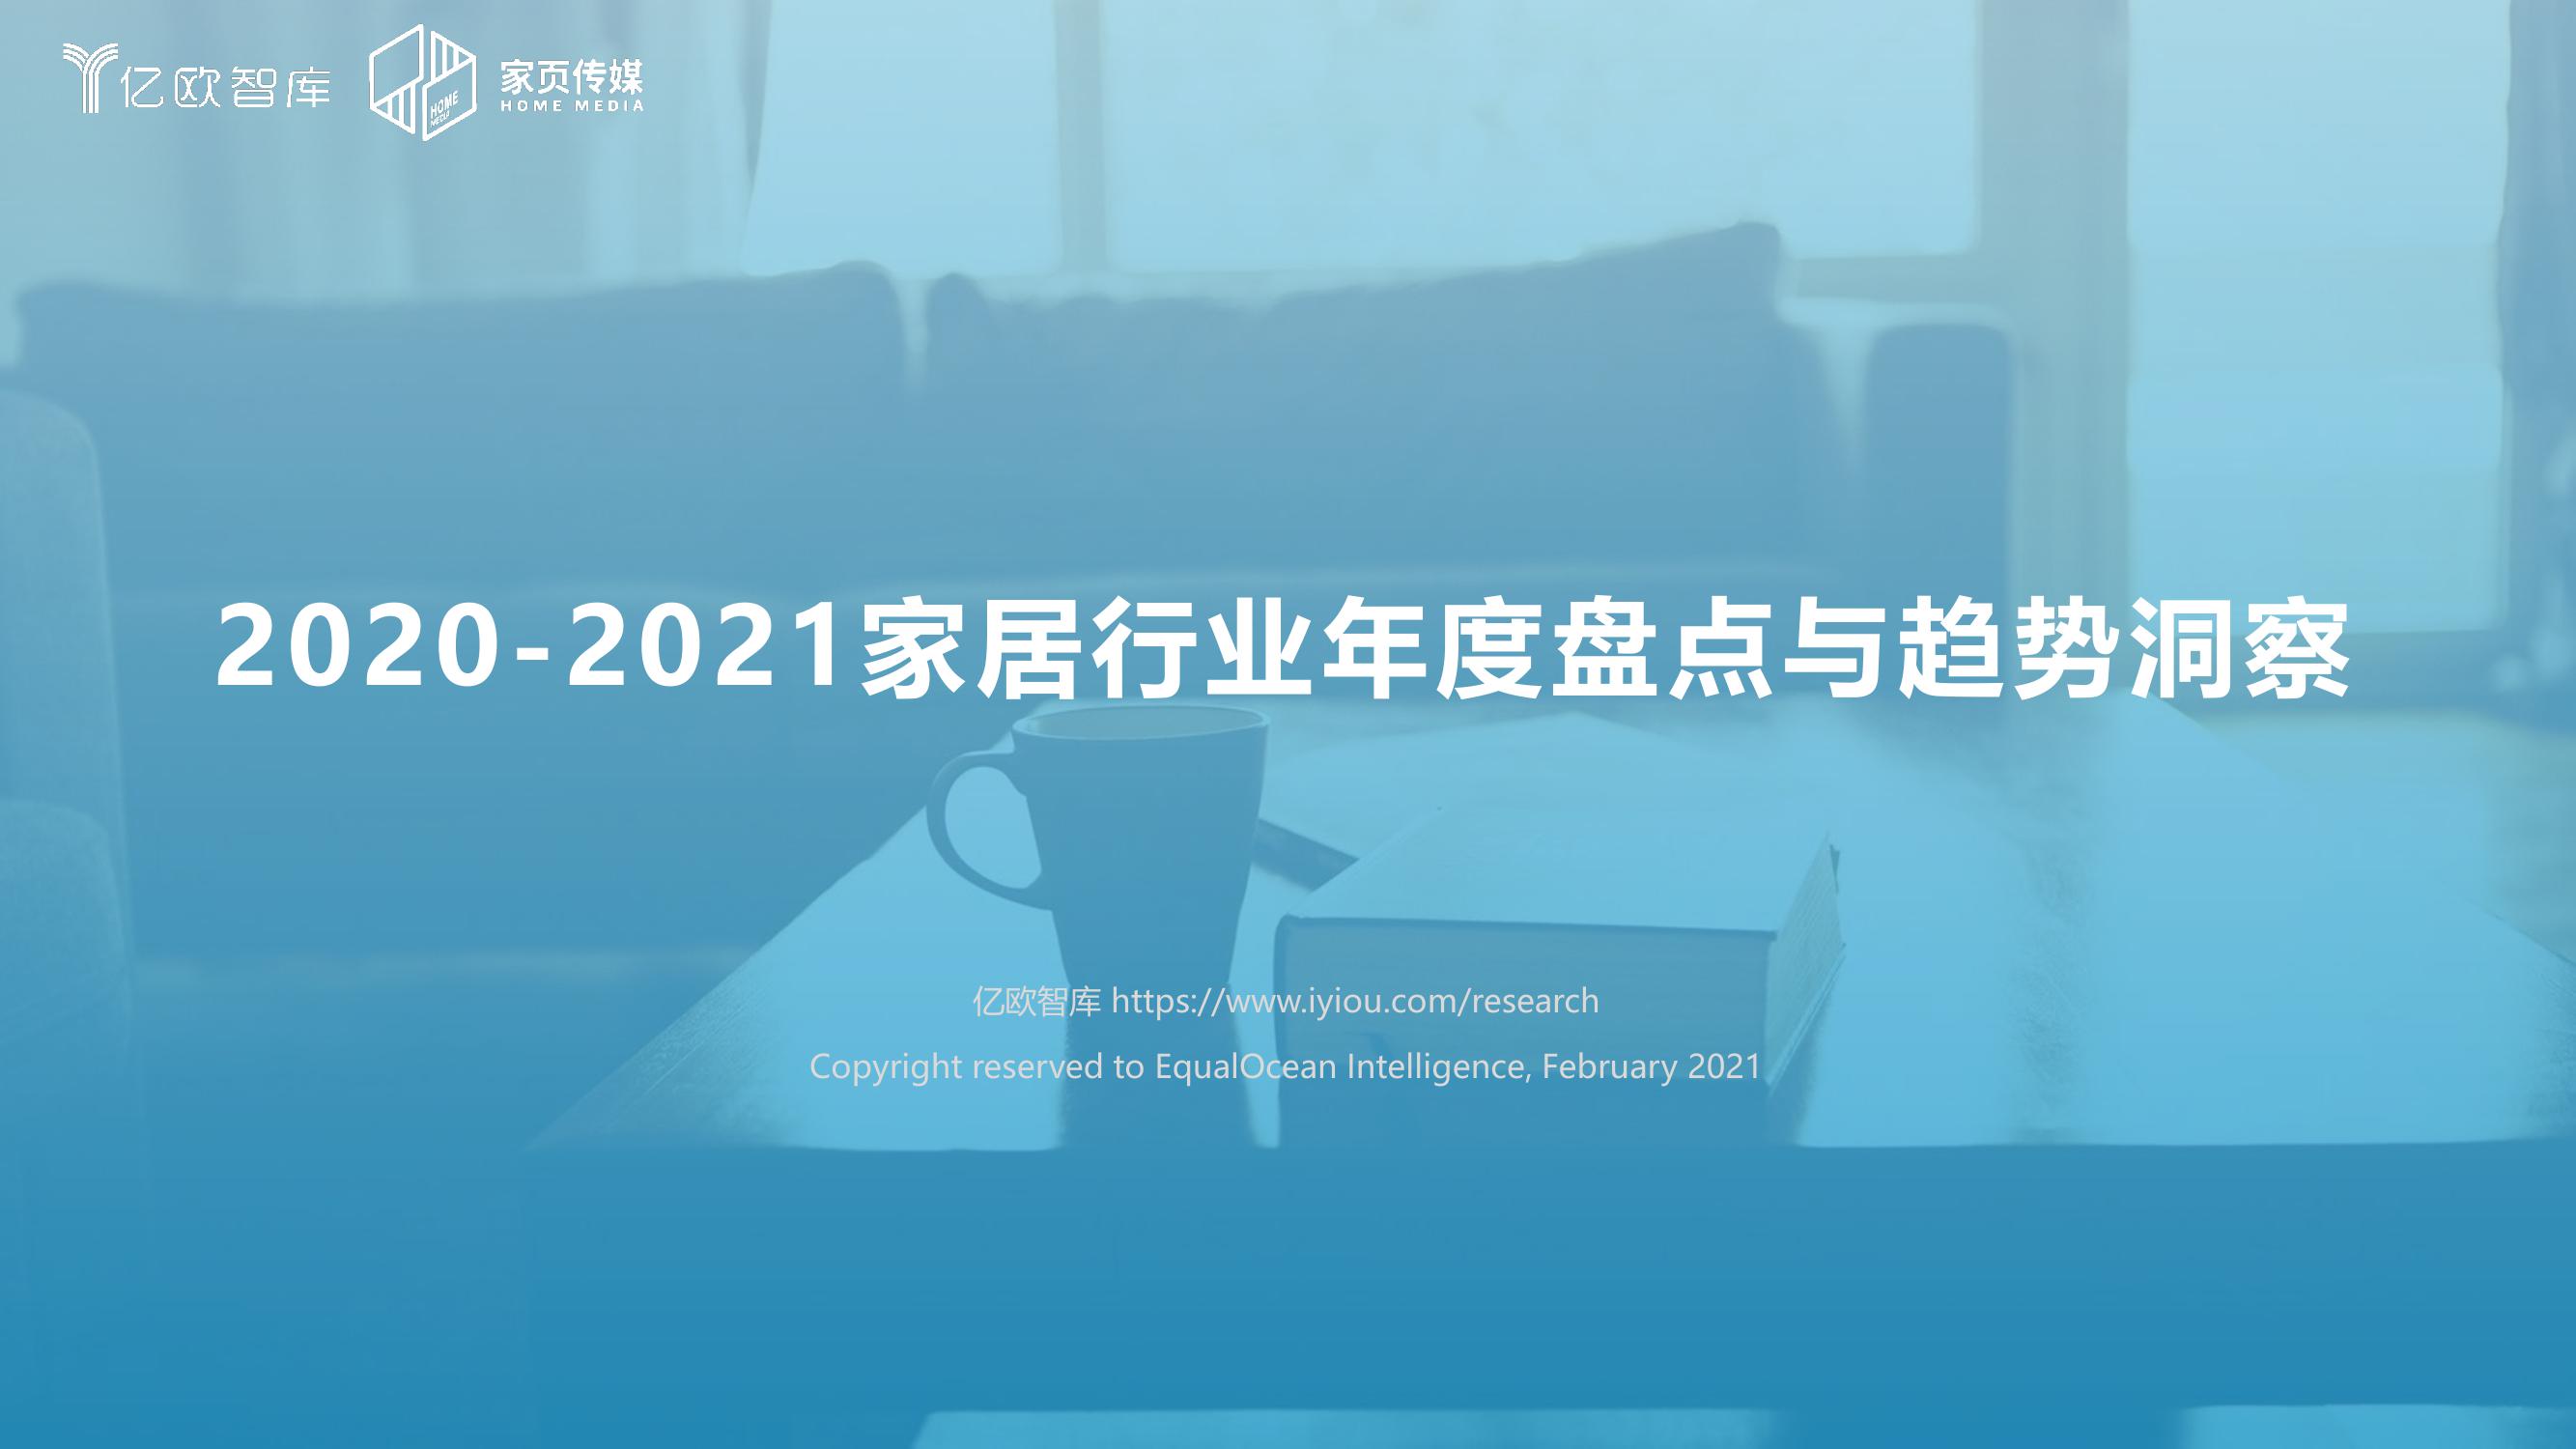 亿欧智库
家页传媒
HOME MEDIA
HOME
MEDIA
2020-2021家居行业年度盘点与趋势洞察
亿欧智库 https://www.iyiou.com/research
Copyright reserved to EqualOcean Intelligence, February 2021